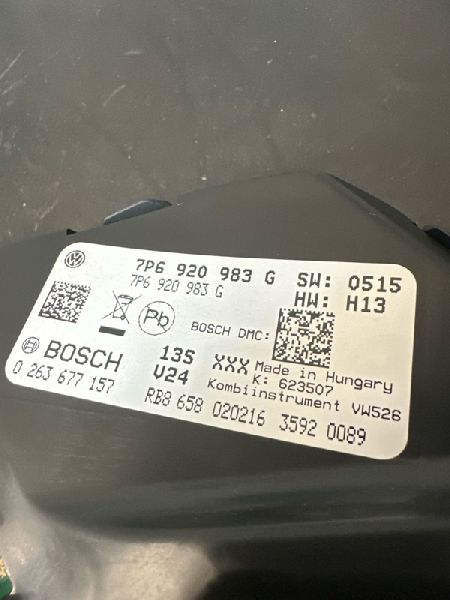 7P6 920 983 G SW: 0515
7P6 920 983 G HW: H13
Pb BOSCH DMC:
BOSCH 13S XXX Made in Hungary
0 263 677 157 V24 K: 623507
Kombiinstrument VW526
RB8 658 020216 3592 0089